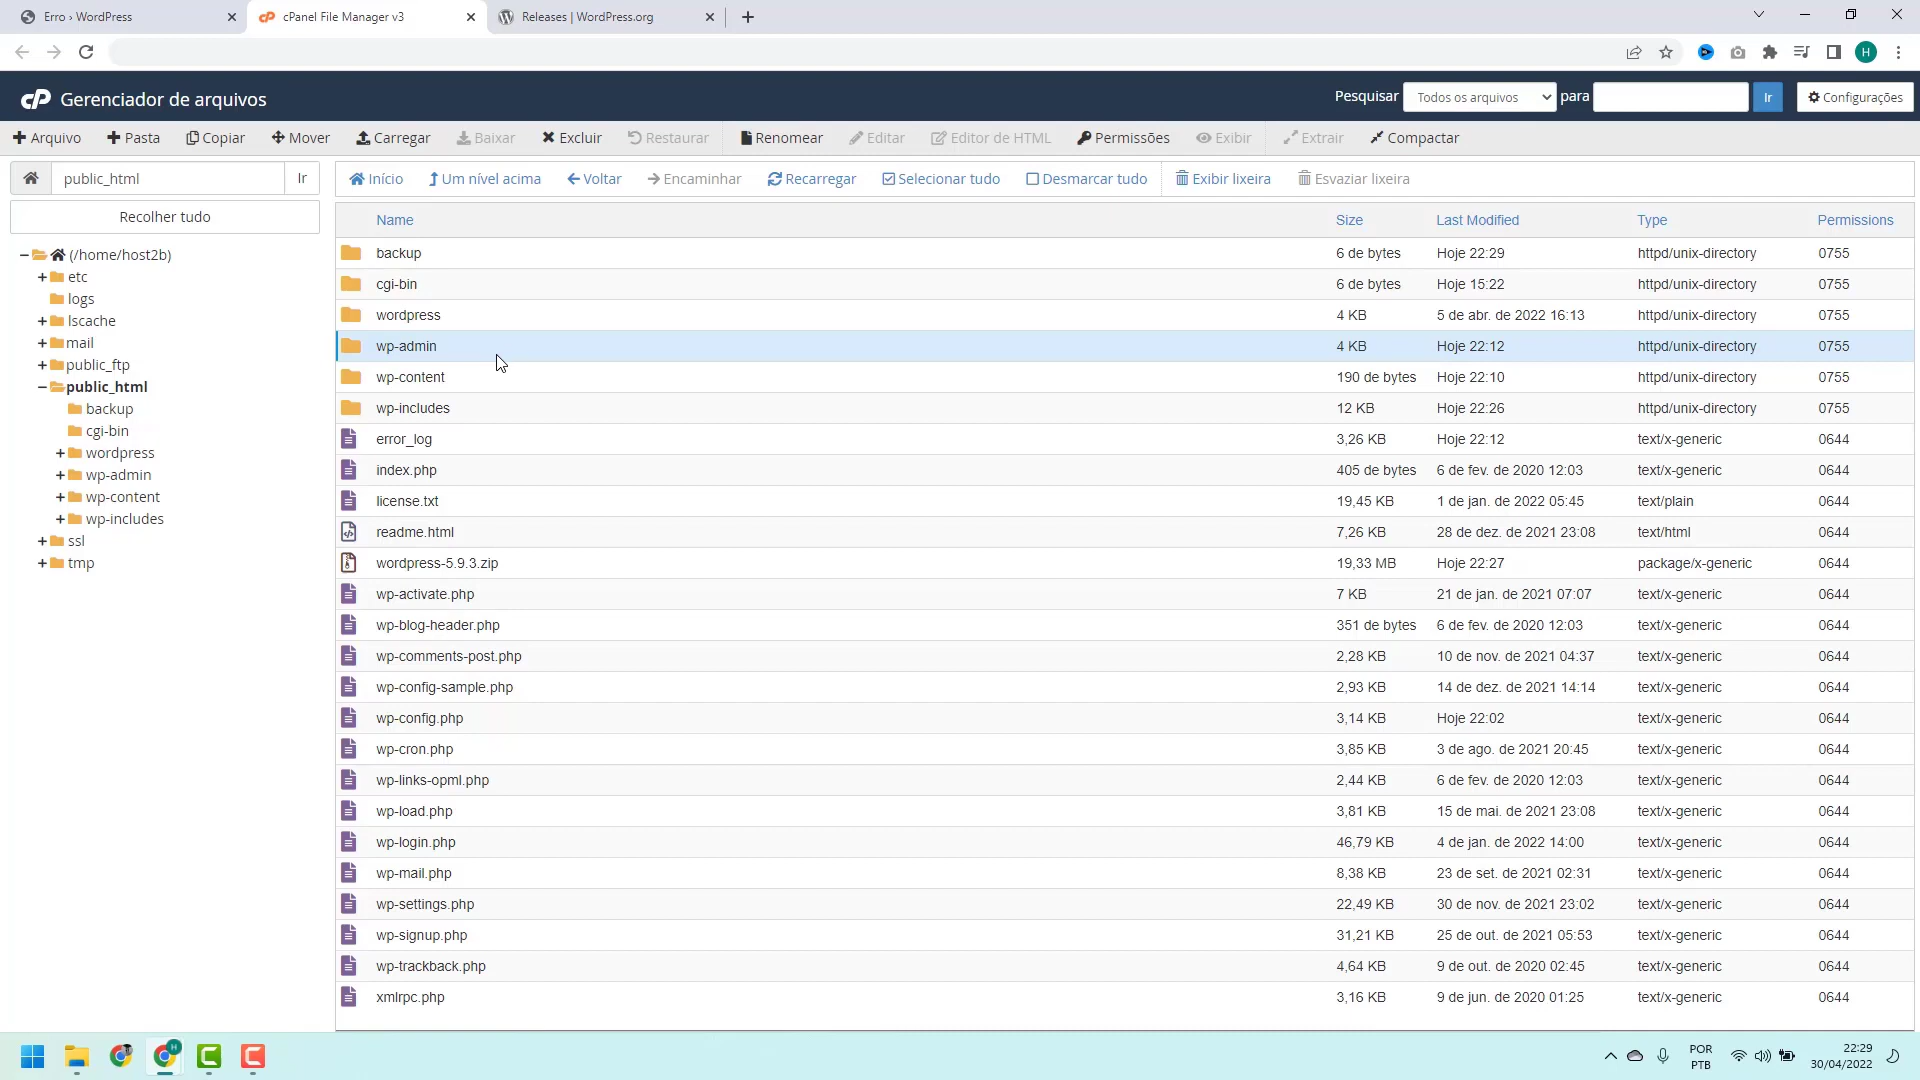 Erro › WordPress
cPanel File Manager v3
Releases | WordPress.org
H
cP Gerenciador de arquivos
Pesquisar Todos os arquivos para Ir Configurações
Arquivo Pasta Copiar Mover Carregar Baixar Excluir Restaurar Renomear Editar Editor de HTML Permissões Exibir Extrair Compactar
public_html Ir
Início Um nível acima Voltar Encaminhar Recarregar Selecionar tudo Desmarcar tudo Exibir lixeira Esvaziar lixeira
Recolher tudo
(/home/host2b)
etc
logs
lscache
mail
public_ftp
public_html
backup
cgi-bin
wordpress
wp-admin
wp-content
wp-includes
ssl
tmp
Name Size Last Modified Type Permissions
backup 6 de bytes Hoje 22:29 httpd/unix-directory 0755
cgi-bin 6 de bytes Hoje 15:22 httpd/unix-directory 0755
wordpress 4 KB 5 de abr. de 2022 16:13 httpd/unix-directory 0755
wp-admin 4 KB Hoje 22:12 httpd/unix-directory 0755
wp-content 190 de bytes Hoje 22:10 httpd/unix-directory 0755
wp-includes 12 KB Hoje 22:26 httpd/unix-directory 0755
error_log 3,26 KB Hoje 22:12 text/x-generic 0644
index.php 405 de bytes 6 de fev. de 2020 12:03 text/x-generic 0644
license.txt 19,45 KB 1 de jan. de 2022 05:45 text/plain 0644
readme.html 7,26 KB 28 de dez. de 2021 23:08 text/html 0644
wordpress-5.9.3.zip 19,33 MB Hoje 22:27 package/x-generic 0644
wp-activate.php 7 KB 21 de jan. de 2021 07:07 text/x-generic 0644
wp-blog-header.php 351 de bytes 6 de fev. de 2020 12:03 text/x-generic 0644
wp-comments-post.php 2,28 KB 10 de nov. de 2021 04:37 text/x-generic 0644
wp-config-sample.php 2,93 KB 14 de dez. de 2021 14:14 text/x-generic 0644
wp-config.php 3,14 KB Hoje 22:02 text/x-generic 0644
wp-cron.php 3,85 KB 3 de ago. de 2021 20:45 text/x-generic 0644
wp-links-opml.php 2,44 KB 6 de fev. de 2020 12:03 text/x-generic 0644
wp-load.php 3,81 KB 15 de mai. de 2021 23:08 text/x-generic 0644
wp-login.php 46,79 KB 4 de jan. de 2022 14:00 text/x-generic 0644
wp-mail.php 8,38 KB 23 de set. de 2021 02:31 text/x-generic 0644
wp-settings.php 22,49 KB 30 de nov. de 2021 23:02 text/x-generic 0644
wp-signup.php 31,21 KB 25 de out. de 2021 05:53 text/x-generic 0644
wp-trackback.php 4,64 KB 9 de out. de 2020 02:45 text/x-generic 0644
xmlrpc.php 3,16 KB 9 de jun. de 2020 01:25 text/x-generic 0644
POR
PTB
22:29
30/04/2022